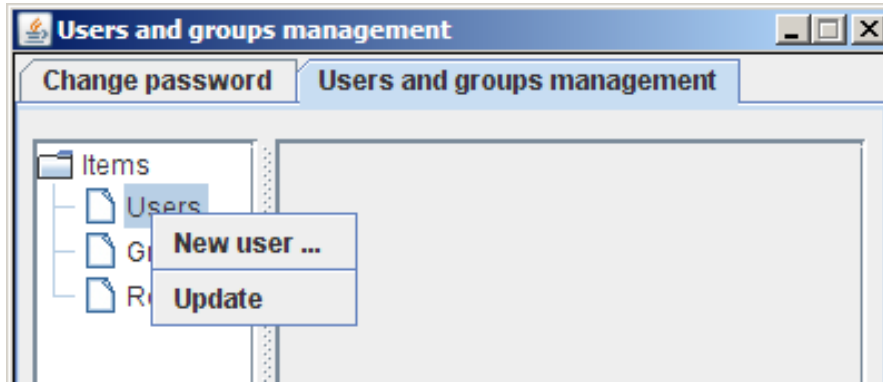 Users and groups management
Change password
Users and groups management
Items
Users
New user ...
Update